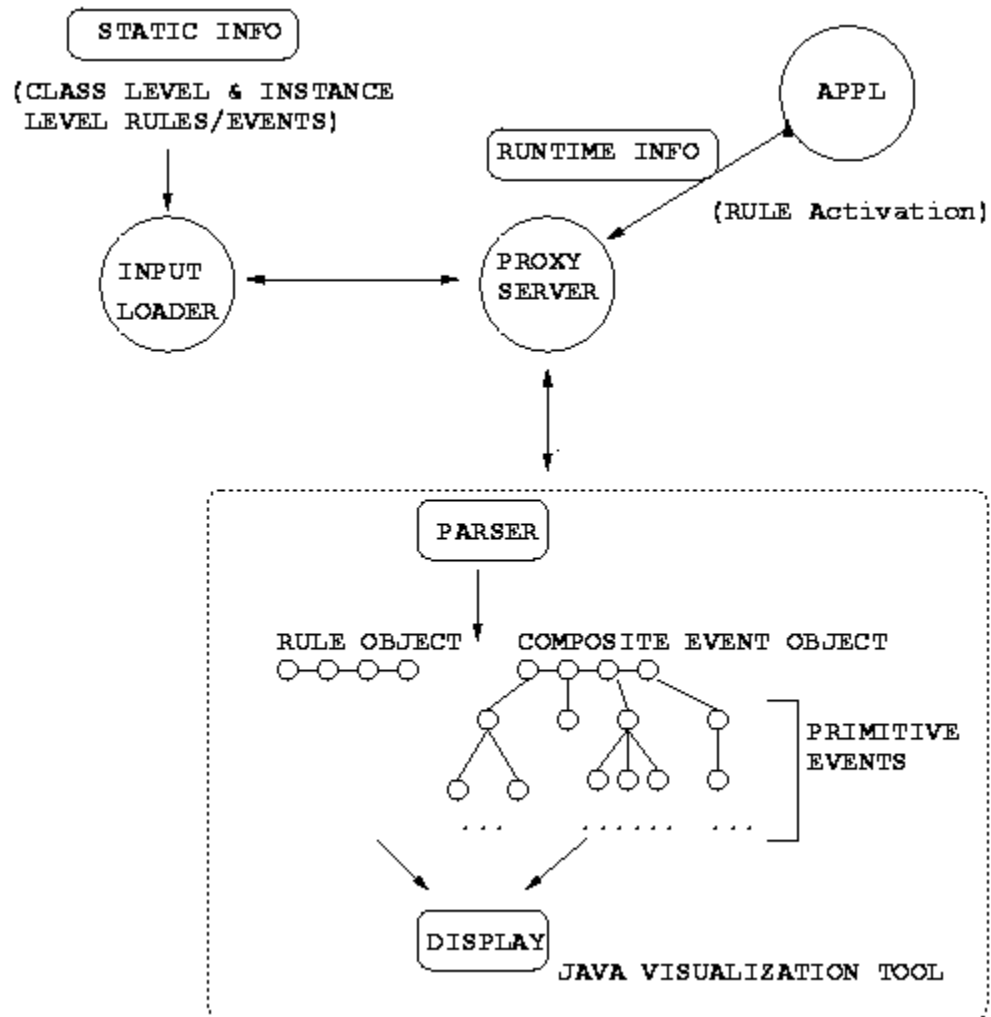 STATIC INFO
(CLASS LEVEL & INSTANCE
LEVEL RULES/EVENTS)
APPL
RUNTIME INFO
(RULE Activation)
INPUT
LOADER
PROXY
SERVER
PARSER
RULE OBJECT
COMPOSITE EVENT OBJECT
PRIMITIVE
EVENTS
. . .
. . . . . .
. . .
DISPLAY
JAVA VISUALIZATION TOOL